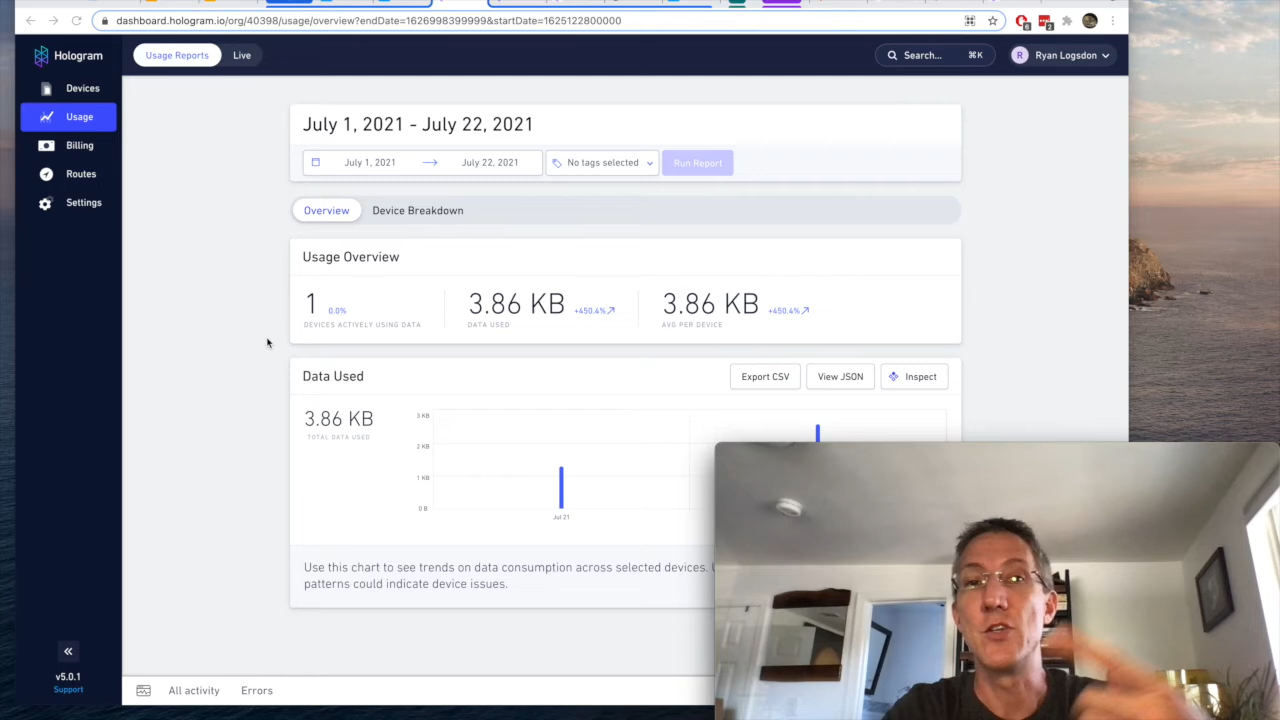 dashboard.hologram.io/org/40398/usage/overview?endDate=1626998399999&startDate=1625122800000
6
2
Hologram
Usage Reports
Live
Search...
⌘K
R
Ryan Logsdon
Devices
Usage
Billing
Routes
Settings
July 1, 2021 - July 22, 2021
July 1, 2021
July 22, 2021
No tags selected
Run Report
Overview
Device Breakdown
Usage Overview
1
0.0%
DEVICES ACTIVELY USING DATA
3.86 KB
+450.4%
DATA USED
3.86 KB
+450.4%
AVG PER DEVICE
Data Used
Export CSV
View JSON
Inspect
3.86 KB
TOTAL DATA USED
3 KB
2 KB
1 KB
0 B
Jul 21
Use this chart to see trends on data consumption across selected devices.
patterns could indicate device issues.
v5.0.1
Support
All activity
Errors